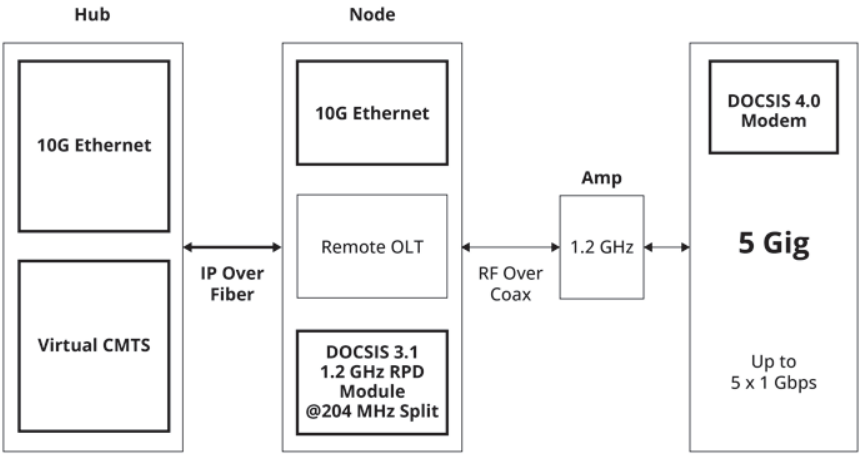 Hub
Node
10G Ethernet
Virtual CMTS
IP Over
Fiber
10G Ethernet
Remote OLT
DOCSIS 3.1
1.2 GHz RPD
Module
@204 MHz Split
RF Over
Coax
Amp
1.2 GHz
DOCSIS 4.0
Modem
5 Gig
Up to
5 x 1 Gbps